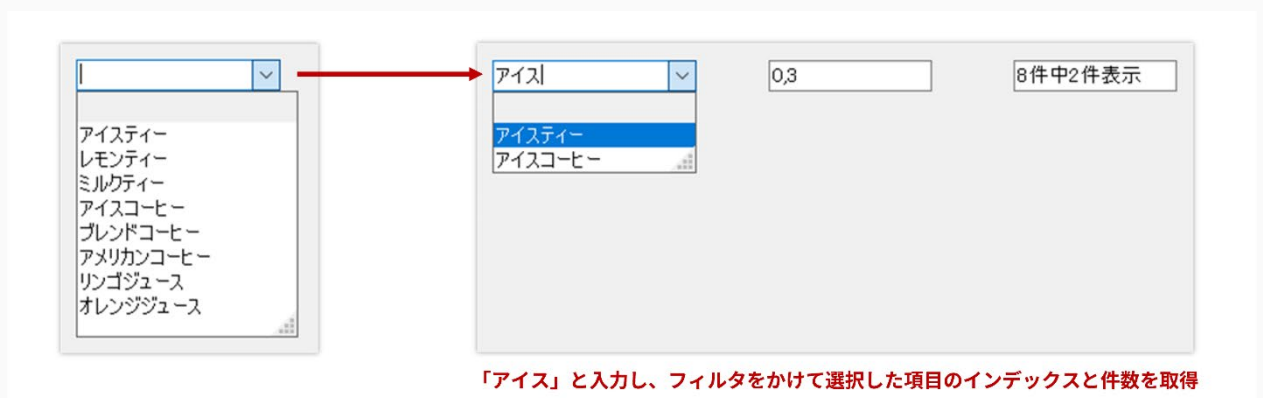 アイスティー
レモンティー
ミルクティー
アイスコーヒー
ブレンドコーヒー
アメリカンコーヒー
リンゴジュース
オレンジジュース
アイス
アイスティー
アイスコーヒー
0,3
8件中2件表示
「アイス」と入力し、フィルタをかけて選択した項目のインデックスと件数を取得